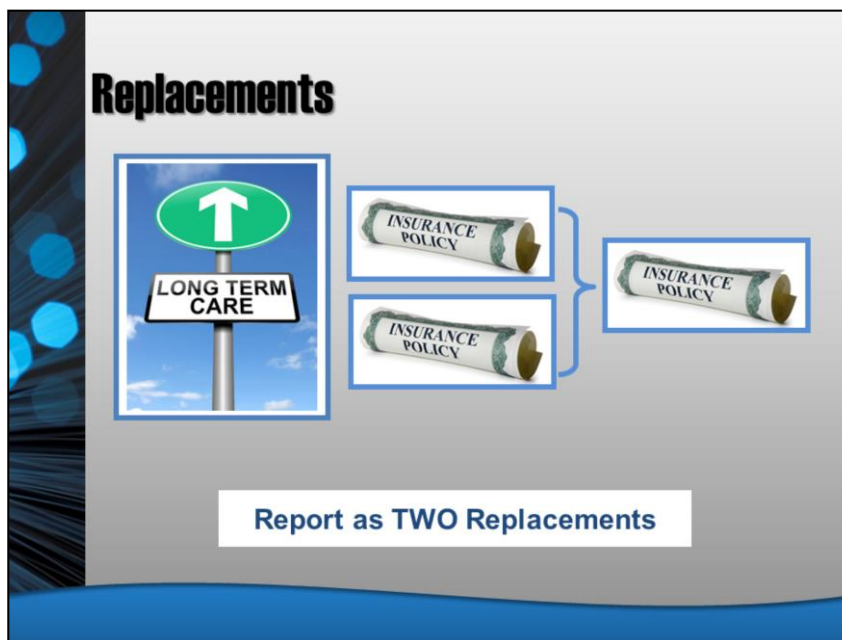 Replacements
LONG TERM
CARE
INSURANCE
POLICY
INSURANCE
POLICY
INSURANCE
POLICY
Report as TWO Replacements